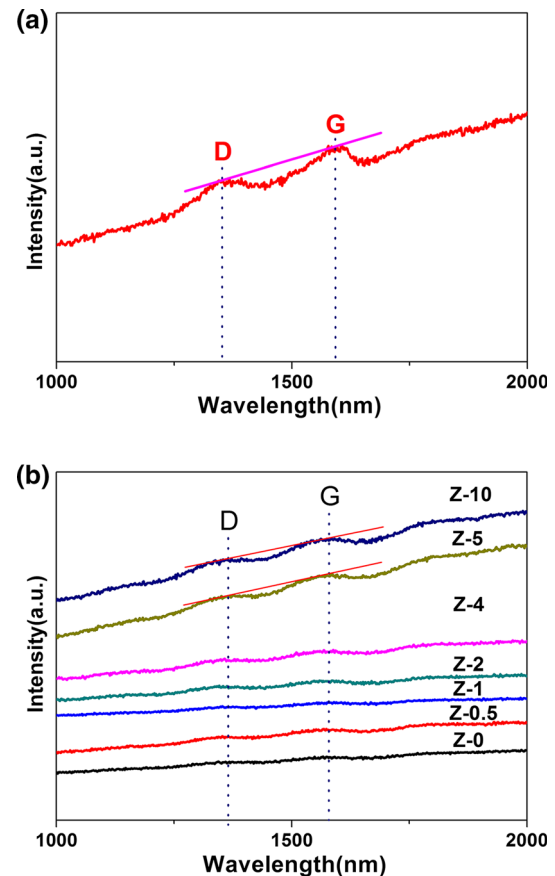 (a)
D
G
Intensity(a.u.)
1000
1500
2000
Wavelength(nm)
(b)
D
G
Z-10
Z-5
Z-4
Z-2
Z-1
Z-0.5
Z-0
Intensity(a.u.)
1000
1500
2000
Wavelength(nm)